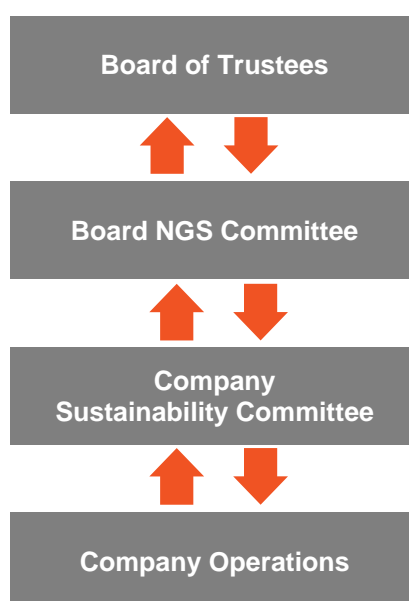 Board of Trustees
Board NGS Committee
Company
Sustainability Committee
Company Operations